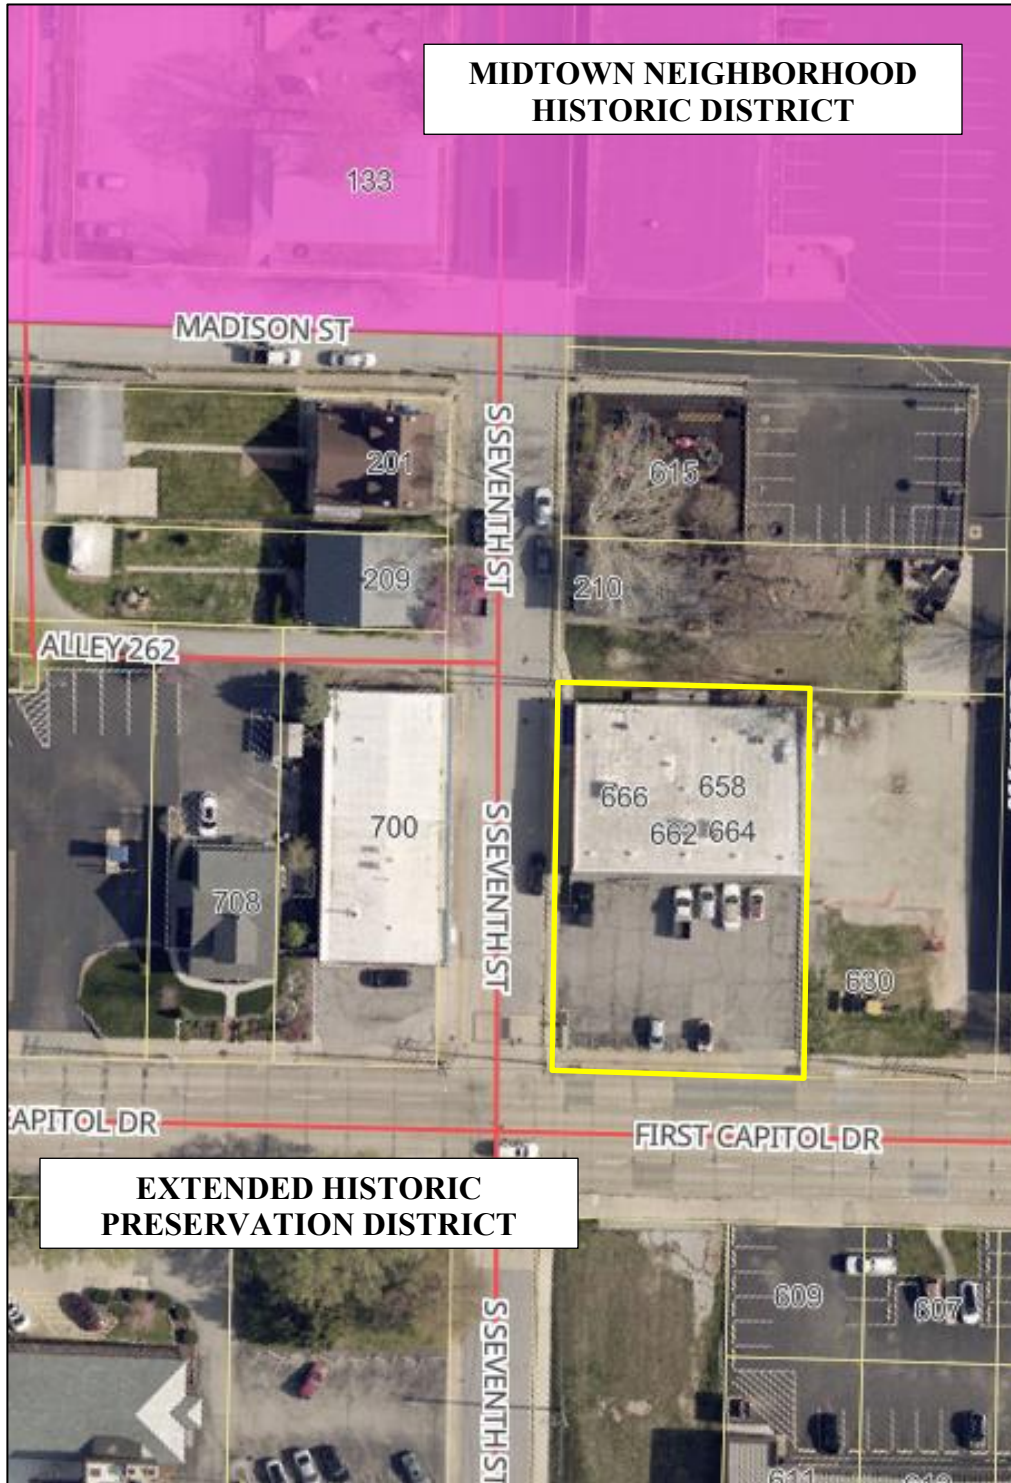 MIDTOWN NEIGHBORHOOD
HISTORIC DISTRICT
133
MADISON ST
S SEVENTH ST
201
615
209
210
ALLEY 262
S SEVENTH ST
666
658
662
664
700
708
630
APITOL DR
FIRST CAPITOL DR
EXTENDED HISTORIC
PRESERVATION DISTRICT
S SEVENTH ST
609
607
611